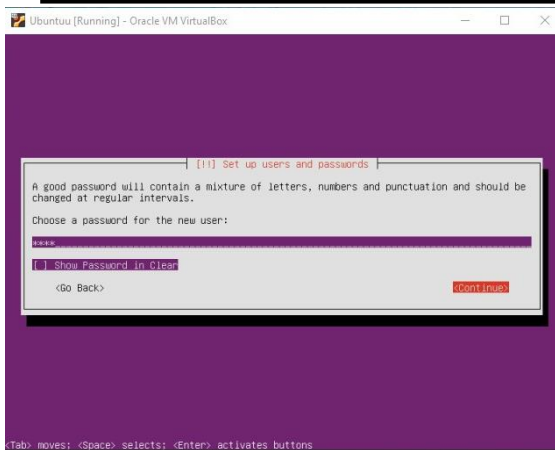 Ubuntuu [Running] - Oracle VM VirtualBox
[!!] Set up users and passwords
A good password will contain a mixture of letters, numbers and punctuation and should be
changed at regular intervals.
Choose a password for the new user:
****
[ ] Show Password in Clear
<Go Back> <Continue>
<Tab> moves; <Space> selects; <Enter> activates buttons